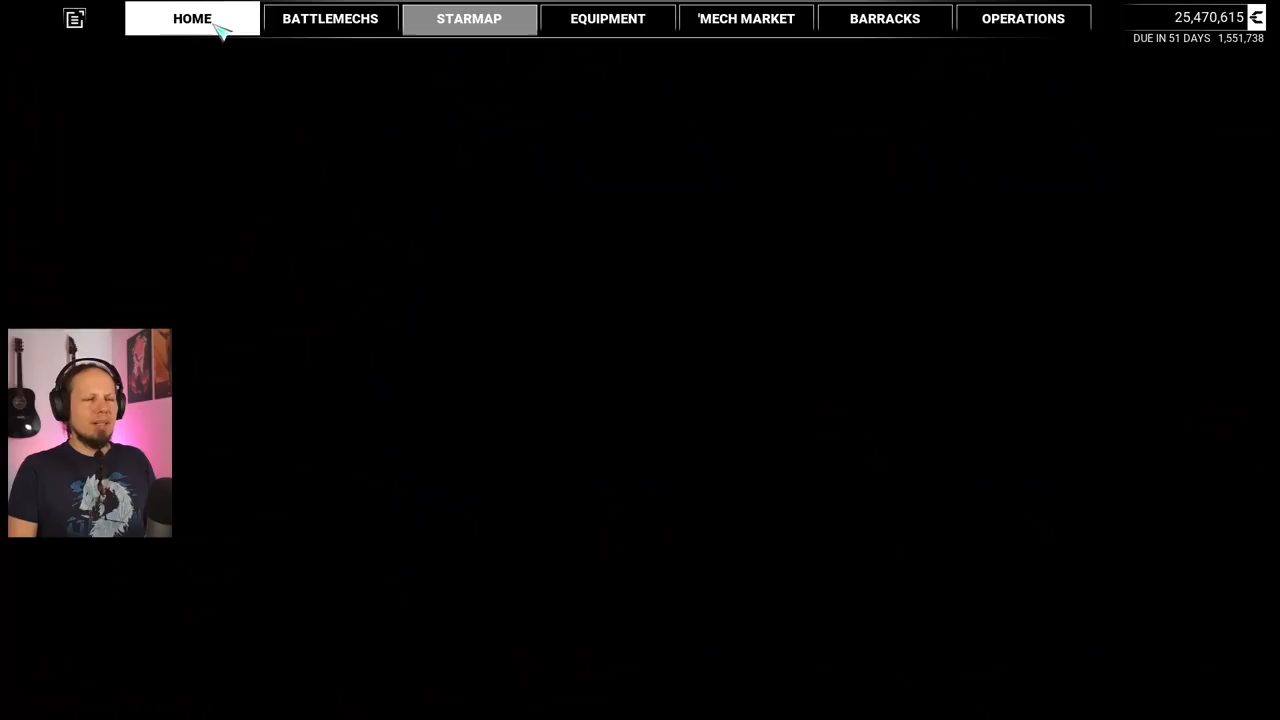 HOME
BATTLEMECHS
STARMAP
EQUIPMENT
'MECH MARKET
BARRACKS
OPERATIONS
25,470,615
DUE IN 51 DAYS 1,551,738